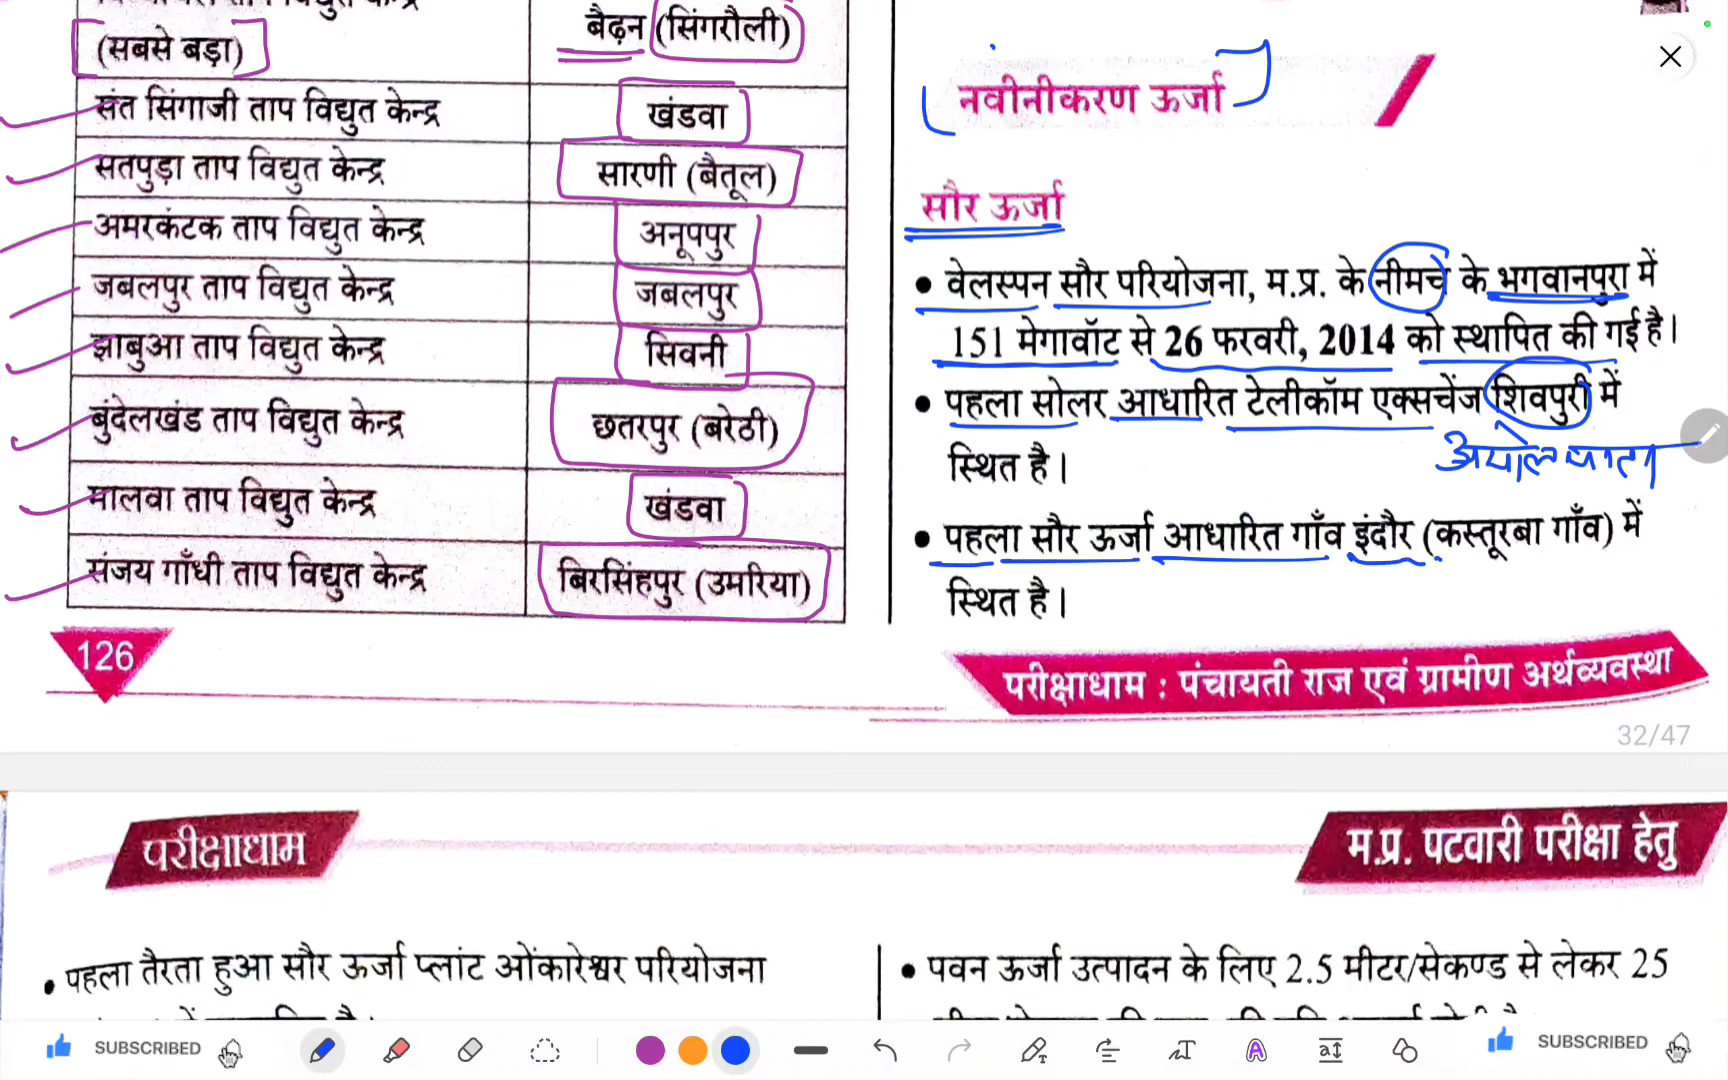 (सबसे बड़ा)
बैढ़न (सिंगरौली)
संत सिंगाजी ताप विद्युत केन्द्र
खंडवा
सतपुड़ा ताप विद्युत केन्द्र
सारणी (बैतूल)
अमरकंटक ताप विद्युत केन्द्र
अनूपपुर
जबलपुर ताप विद्युत केन्द्र
जबलपुर
झाबुआ ताप विद्युत केन्द्र
सिवनी
बुंदेलखंड ताप विद्युत केन्द्र
छतरपुर (बरेठी)
मालवा ताप विद्युत केन्द्र
खंडवा
संजय गाँधी ताप विद्युत केन्द्र
बिरसिंहपुर (उमरिया)
126
नवीनीकरण ऊर्जा
सौर ऊर्जा
• वेलस्पन सौर परियोजना, म.प्र. के नीमच के भगवानपुरा में
151 मेगावॉट से 26 फरवरी, 2014 को स्थापित की गई है।
• पहला सोलर आधारित टेलीकॉम एक्सचेंज शिवपुरी में
स्थित है।
• पहला सौर ऊर्जा आधारित गाँव इंदौर (कस्तूरबा गाँव) में
स्थित है।
परीक्षाधाम : पंचायती राज एवं ग्रामीण अर्थव्यवस्था
32/47
परीक्षाधाम
म.प्र. पटवारी परीक्षा हेतु
• पहला तैरता हुआ सौर ऊर्जा प्लांट ओंकारेश्वर परियोजना
• पवन ऊर्जा उत्पादन के लिए 2.5 मीटर/सेकण्ड से लेकर 25
SUBSCRIBED
SUBSCRIBED